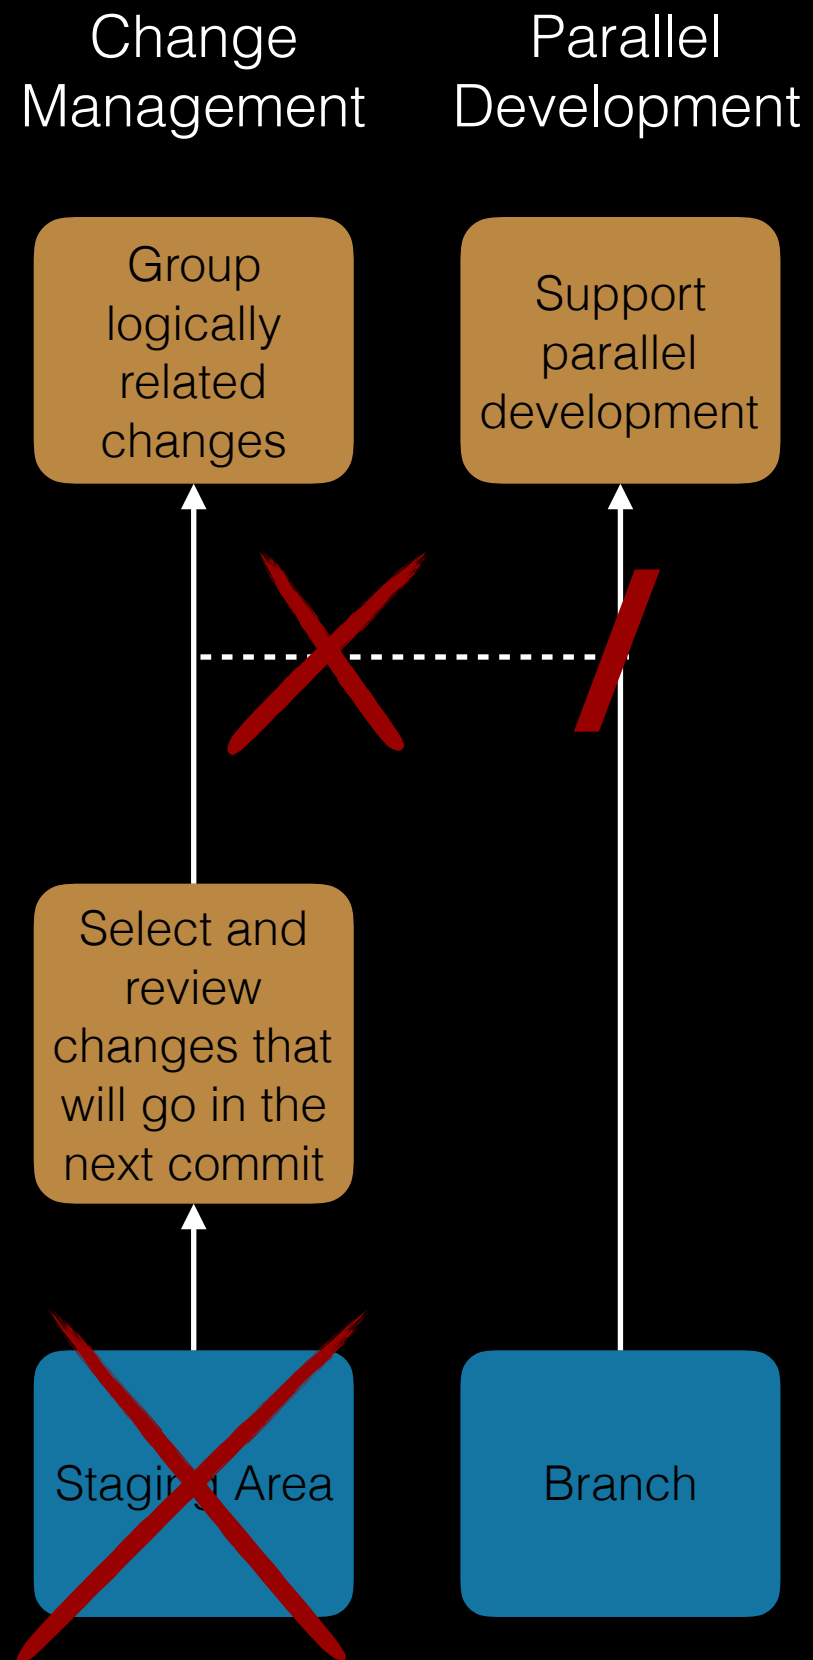 Change
Management
Parallel
Development
Group
logically
related
changes
Support
parallel
development
Select and
review
changes that
will go in the
next commit
Staging Area
Branch